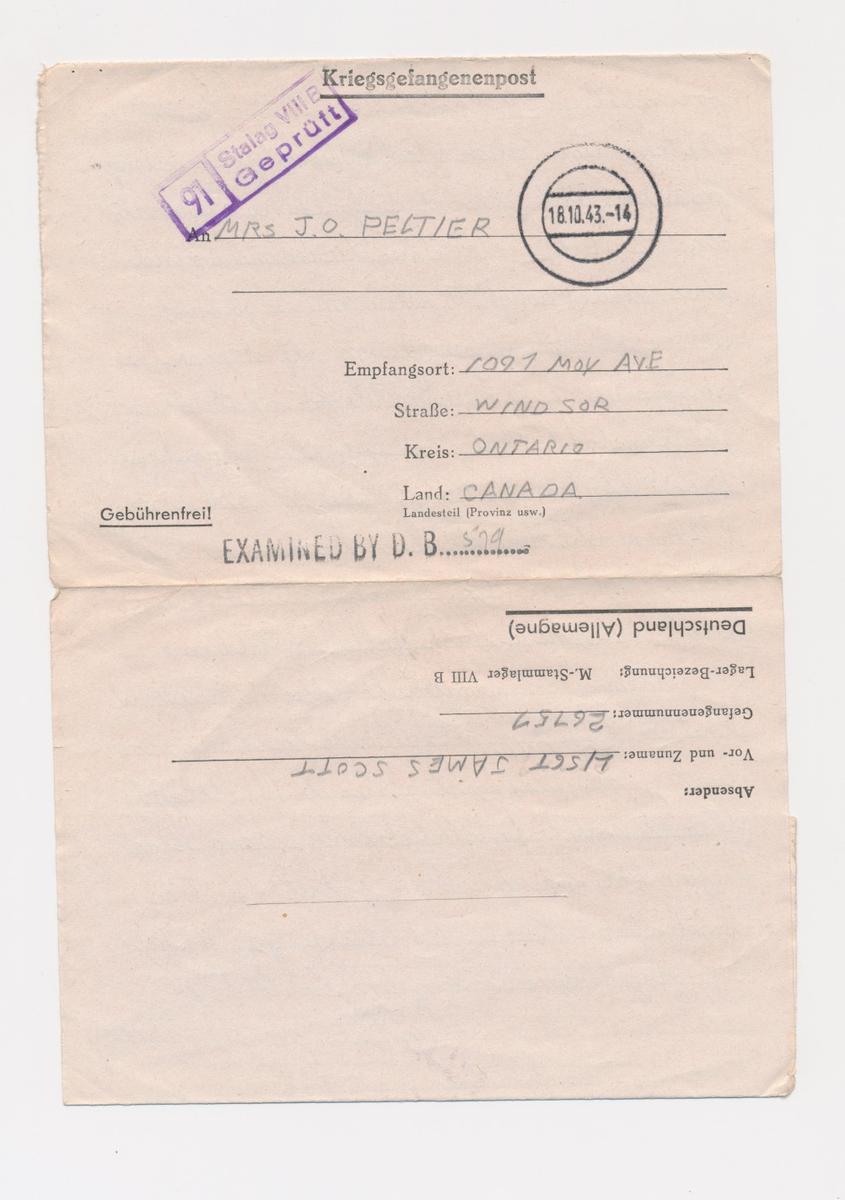 Kriegsgefangenenpost
91 Stalag VIII B
Geprüft
18.10.43.-14
An MRS J.O. PELTIER
Empfangsort: 1097 MOY AVE
Straße: WINDSOR
Kreis: ONTARIO
Land: CANADA
Landesteil (Provinz usw.)
Gebührenfrei!
EXAMINED BY D. B. 579
Absender:
Vor- und Zuname: L/SGT JAMES SCOTT
Gefangenennummer: 26757
Lager-Bezeichnung: M.-Stammlager VIII B
Deutschland (Allemagne)